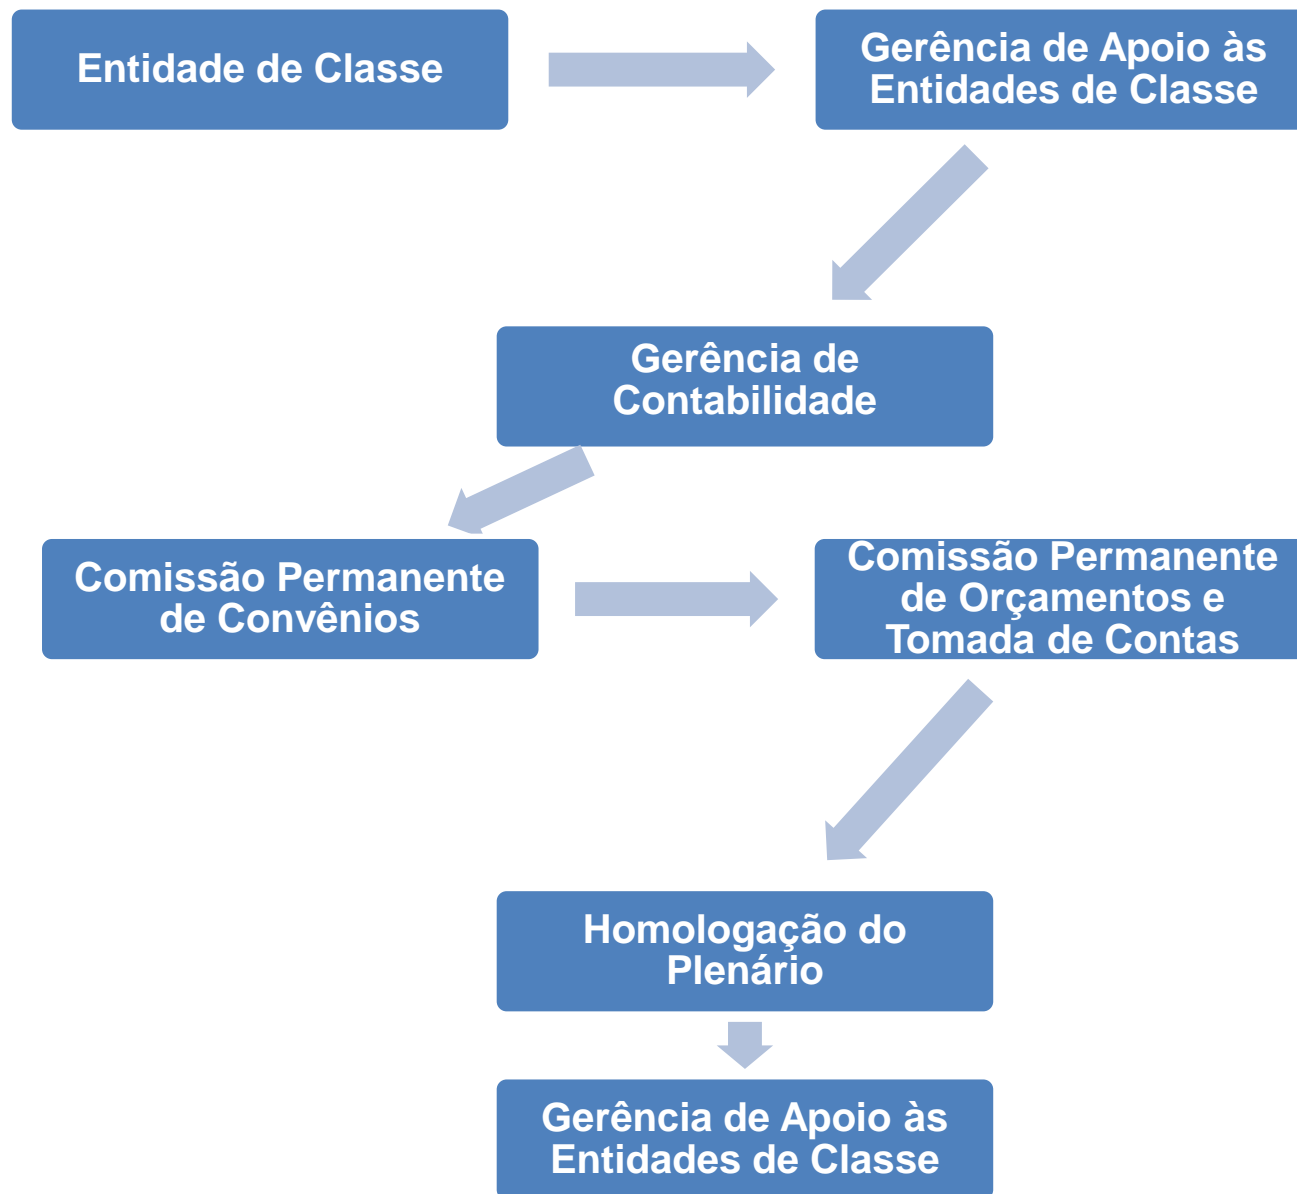 Entidade de Classe
Gerência de Apoio às
Entidades de Classe
Gerência de
Contabilidade
Comissão Permanente
de Convênios
Comissão Permanente
de Orçamentos e
Tomada de Contas
Homologação do
Plenário
Gerência de Apoio às
Entidades de Classe